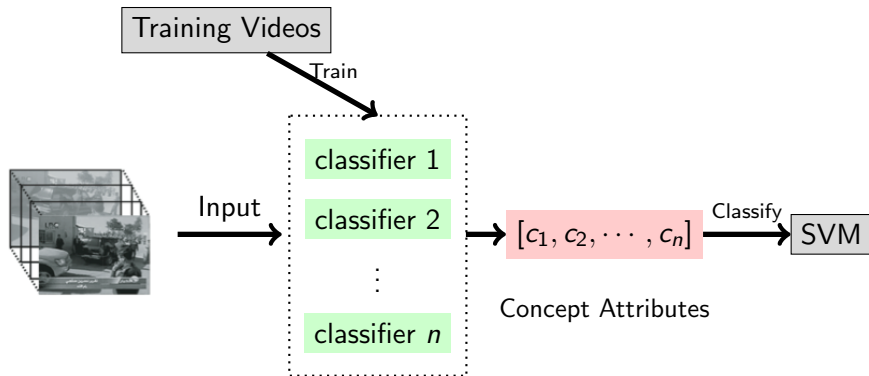 Training Videos
Train
classifier 1
Input
classifier 2
[c₁, c₂, ⋯ , cₙ]
Classify
SVM
⋮
Concept Attributes
classifier n